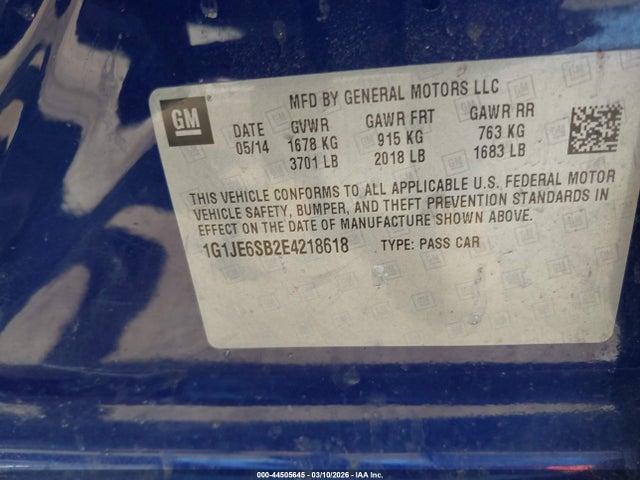 GM
MFD BY GENERAL MOTORS LLC
DATE GVWR GAWR FRT GAWR RR
05/14 1678 KG 915 KG 763 KG
3701 LB 2018 LB 1683 LB
THIS VEHICLE CONFORMS TO ALL APPLICABLE U.S. FEDERAL MOTOR
VEHICLE SAFETY, BUMPER, AND THEFT PREVENTION STANDARDS IN
EFFECT ON THE DATE OF MANUFACTURE SHOWN ABOVE.
1G1JE6SB2E4218618 TYPE: PASS CAR
000-44505645 - 03/10/2026 - IAA Inc.